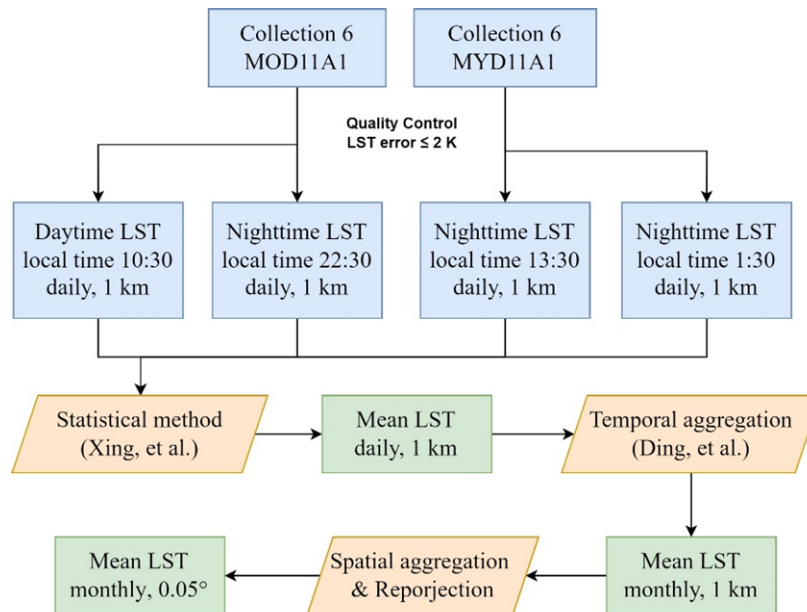 Collection 6
MOD11A1
Collection 6
MYD11A1
Quality Control
LST error ≤ 2 K
Daytime LST
local time 10:30
daily, 1 km
Nighttime LST
local time 22:30
daily, 1 km
Nighttime LST
local time 13:30
daily, 1 km
Nighttime LST
local time 1:30
daily, 1 km
Statistical method
(Xing, et al.)
Mean LST
daily, 1 km
Temporal aggregation
(Ding, et al.)
Mean LST
monthly, 0.05°
Spatial aggregation
& Reporjection
Mean LST
monthly, 1 km